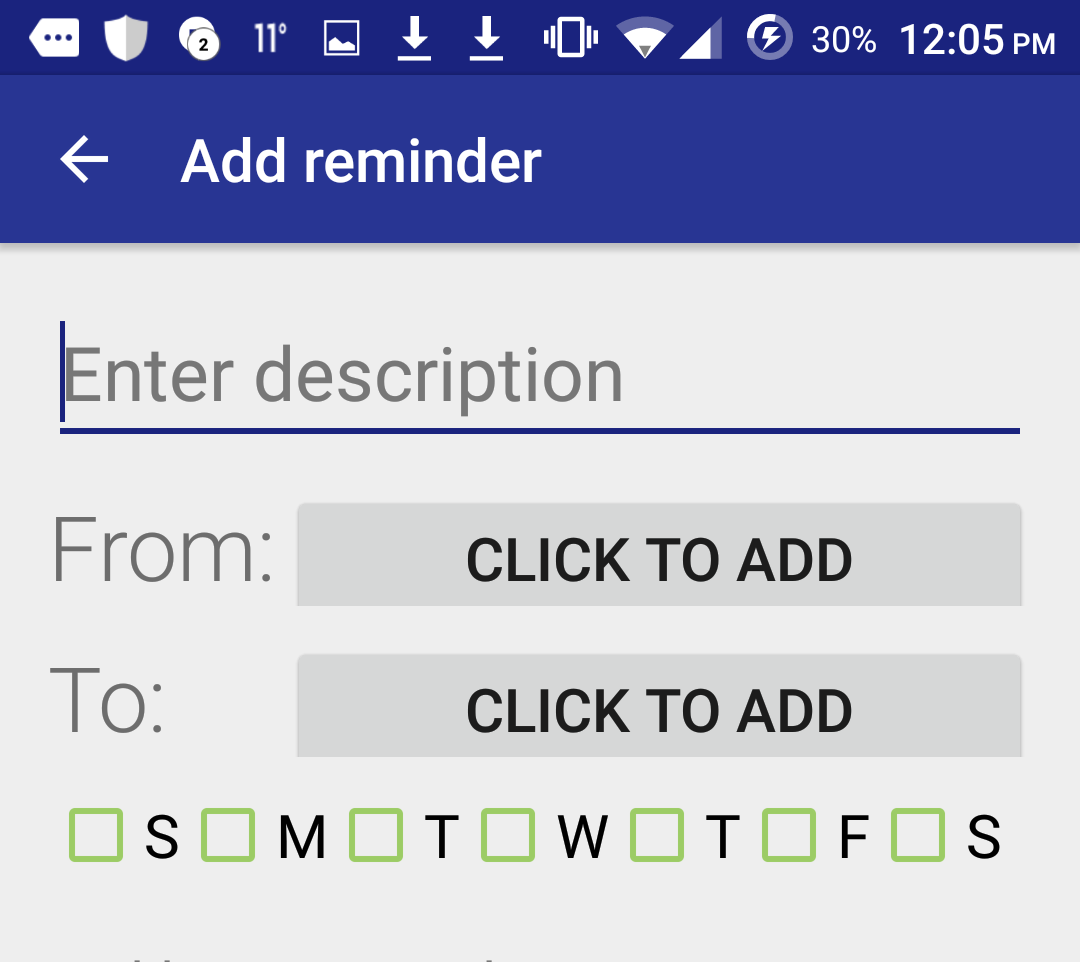 2 11° 30% 12:05 PM
Add reminder
Enter description
From: CLICK TO ADD
To: CLICK TO ADD
S M T W T F S